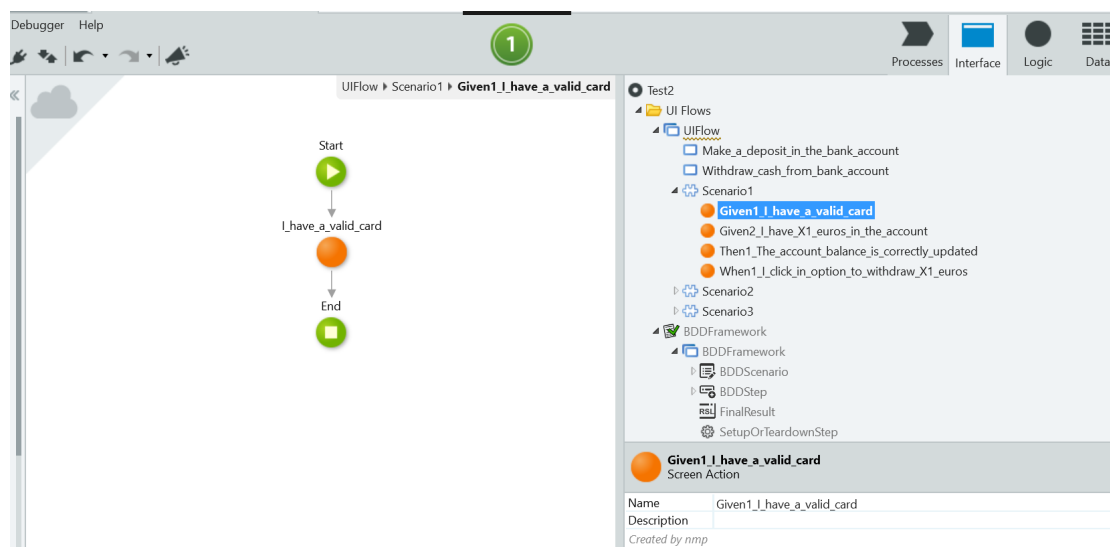 Debugger Help
1
Processes Interface Logic Data
UIFlow Scenario1 Given1_I_have_a_valid_card
Start
I_have_a_valid_card
End
Test2
UI Flows
UIFlow
Make_a_deposit_in_the_bank_account
Withdraw_cash_from_bank_account
Scenario1
Given1_I_have_a_valid_card
Given2_I_have_X1_euros_in_the_account
Then1_The_account_balance_is_correctly_updated
When1_I_click_in_option_to_withdraw_X1_euros
Scenario2
Scenario3
BDDFramework
BDDFramework
BDDScenario
BDDStep
RSL FinalResult
SetupOrTeardownStep
Given1_I_have_a_valid_card
Screen Action
Name Given1_I_have_a_valid_card
Description
Created by nmp